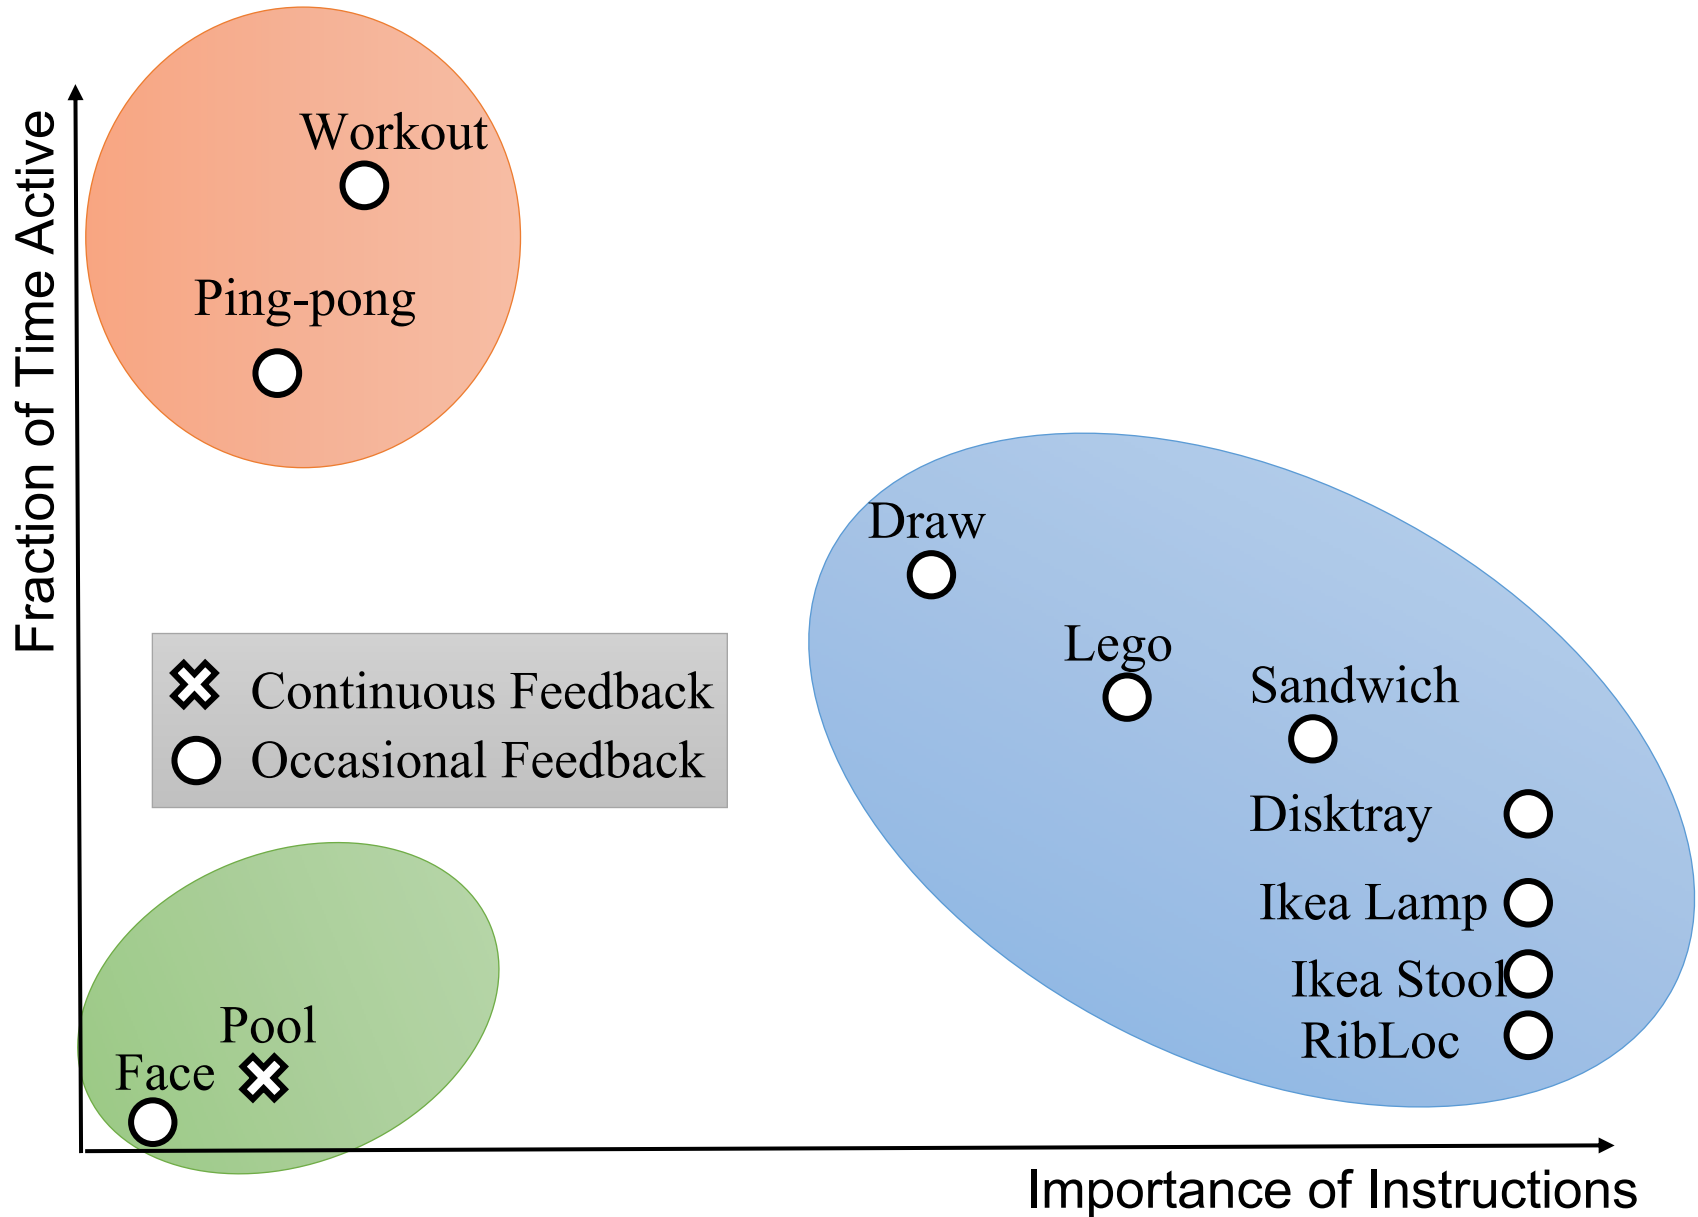 Fraction of Time Active
Workout
Ping-pong
Draw
Lego
Sandwich
Continuous Feedback
Occasional Feedback
Disktray
Ikea Lamp
Ikea Stool
Pool
RibLoc
Face
Importance of Instructions